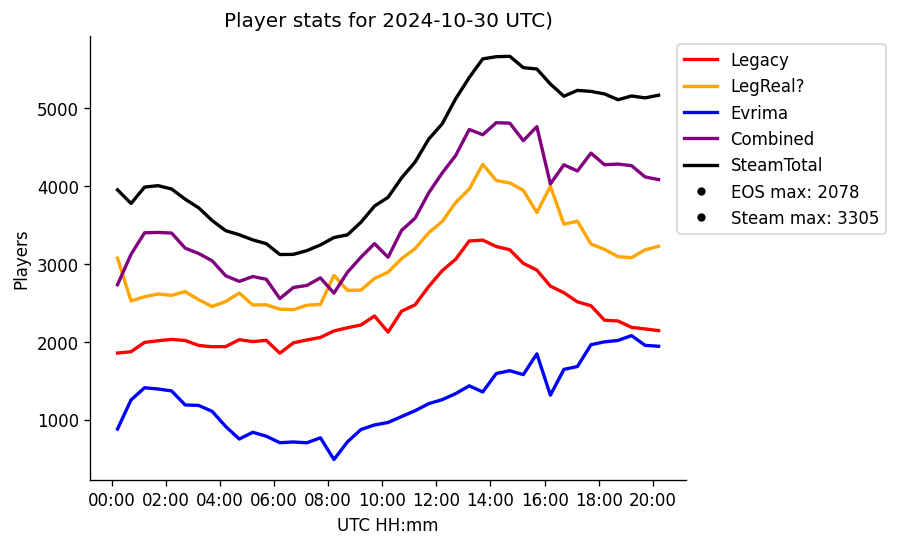 Player stats for 2024-10-30 UTC)
Legacy
LegReal?
Evrima
Combined
SteamTotal
EOS max: 2078
Steam max: 3305
Players
5000
4000
3000
2000
1000
00:00 02:00 04:00 06:00 08:00 10:00 12:00 14:00 16:00 18:00 20:00
UTC HH:mm